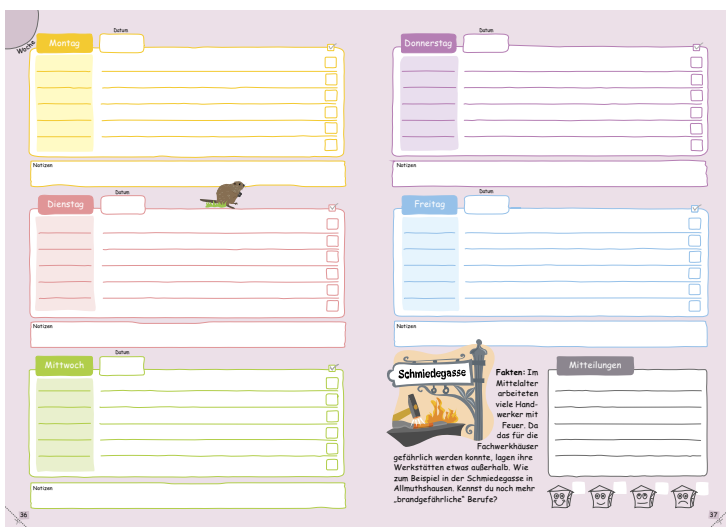 Woche
Montag
Datum
Notizen
Dienstag
Datum
Notizen
Mittwoch
Datum
Notizen
36
Donnerstag
Datum
Notizen
Freitag
Datum
Notizen
Schmiedegasse
Fakten: Im
Mittelalter
arbeiteten
viele Hand-
werker mit
Feuer. Da
das für die
Fachwerkhäuser
gefährlich werden konnte, lagen ihre
Werkstätten etwas außerhalb. Wie
zum Beispiel in der Schmiedegasse in
Allmuthshausen. Kennst du noch mehr
„brandgefährliche“ Berufe?
Mitteilungen
37